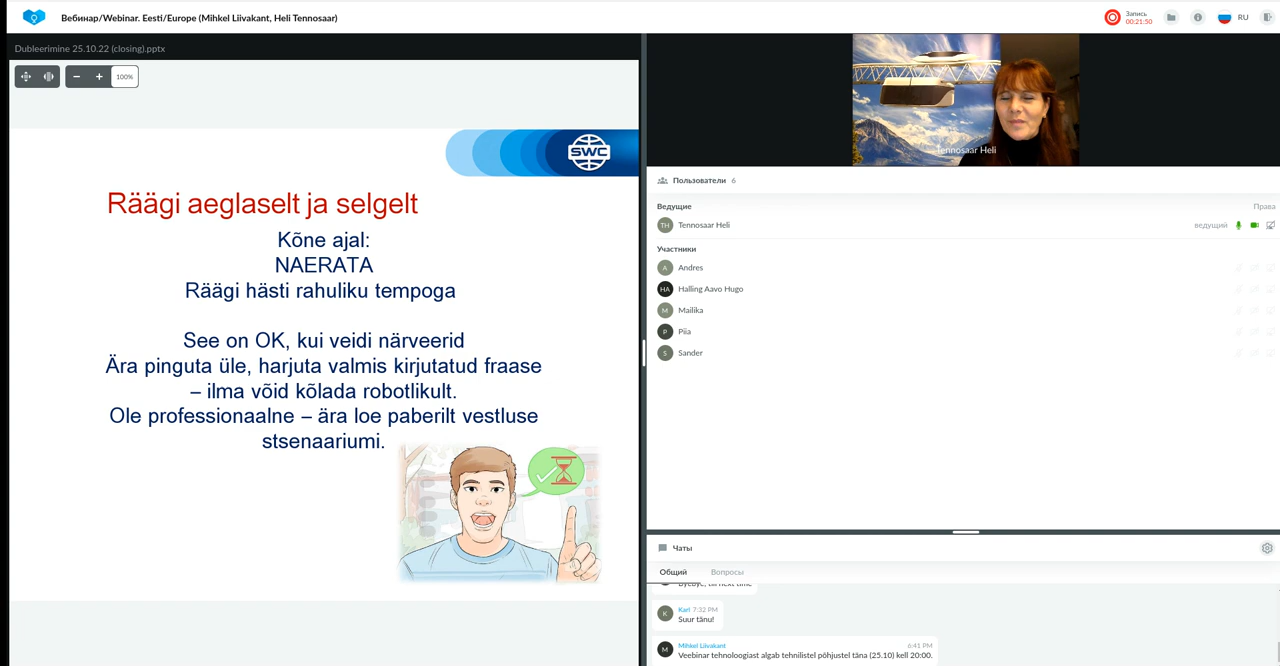 Вебинар/Webinar. Eesti/Europe (Mihkel Liivakant, Heli Tennosaar)
Запись
00:21:50
RU
Dubleerimine 25.10.22 (closing).pptx
100%
SWC
Räägi aeglaselt ja selgelt
Kõne ajal:
NAERATA
Räägi hästi rahuliku tempoga
See on OK, kui veidi närveerid
Ära pinguta üle, harjuta valmis kirjutatud fraase
– ilma võid kõlada robotlikult.
Ole professionaalne – ära loe paberilt vestluse
stsenaariumi.
Tennosaar Heli
Пользователи 6
Ведущие Права
TH Tennosaar Heli ведущий
Участники
A Andres
HA Halling Aavo Hugo
M Mailika
P Piia
S Sander
Чаты
Общий Вопросы
K Karl 7:32 PM
Suur tänu!
M Mihkel Liivakant 6:41 PM
Veebinar tehnoloogiast algab tehnilistel põhjustel täna (25.10) kell 20:00.